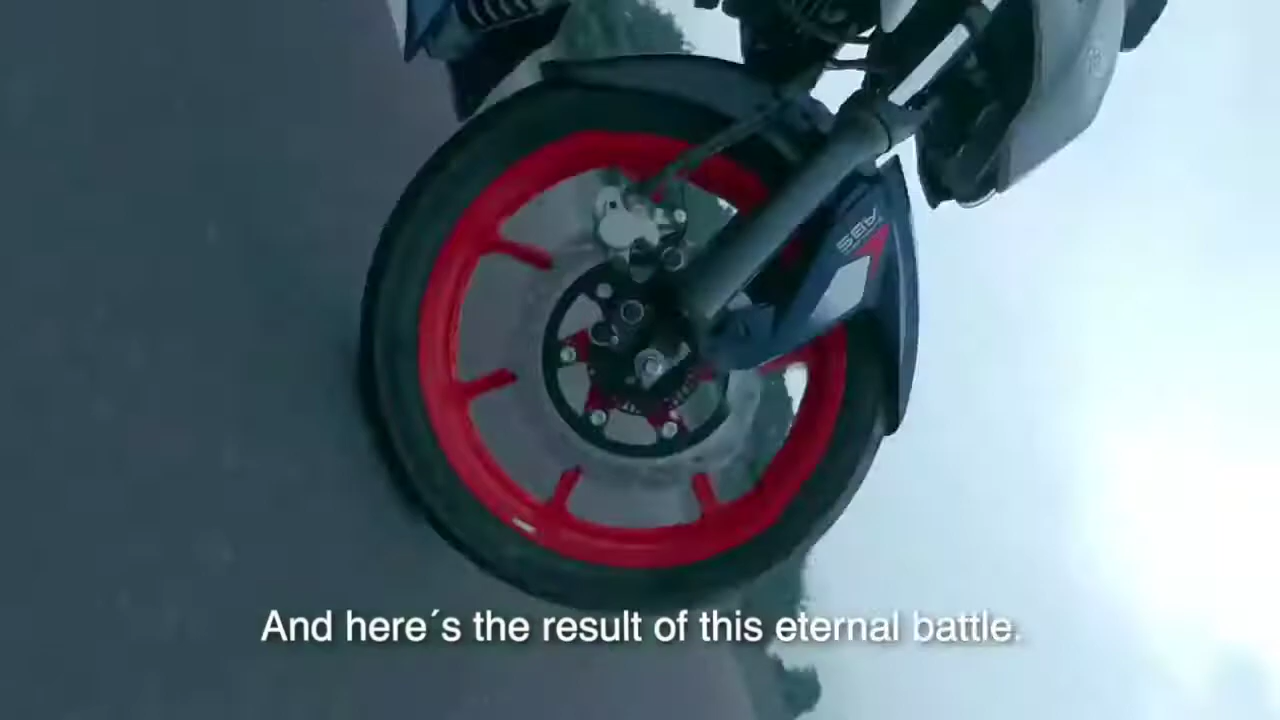 ABS
And here´s the result of this eternal battle.